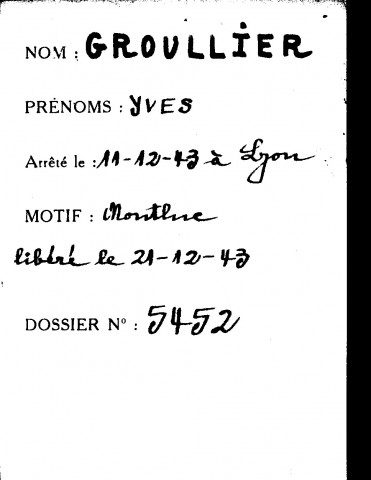 NOM : GROULLIER
PRÉNOMS : YVES
Arrêté le : 11-12-43 à Lyon
MOTIF : Montluc
libéré le 21-12-43
DOSSIER N° : 5452